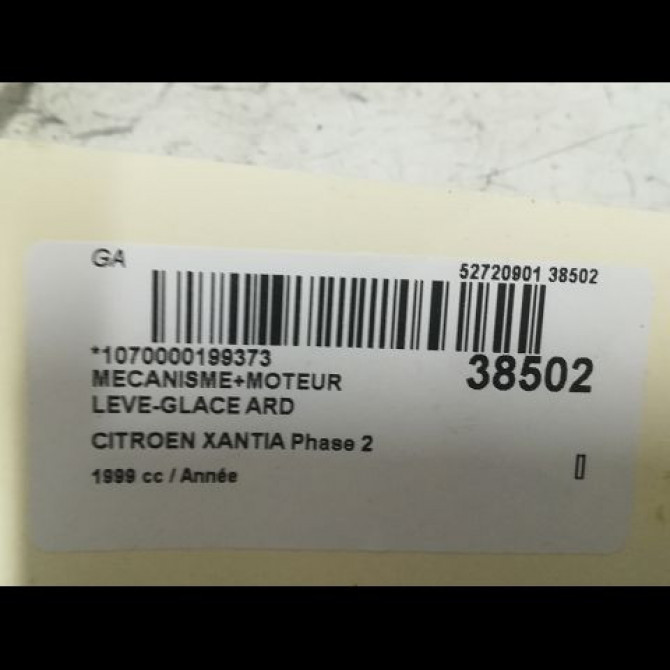 GA
52720901 38502
*1070000199373
38502
MECANISME+MOTEUR
LEVE-GLACE ARD
CITROEN XANTIA Phase 2
1999 cc / Année